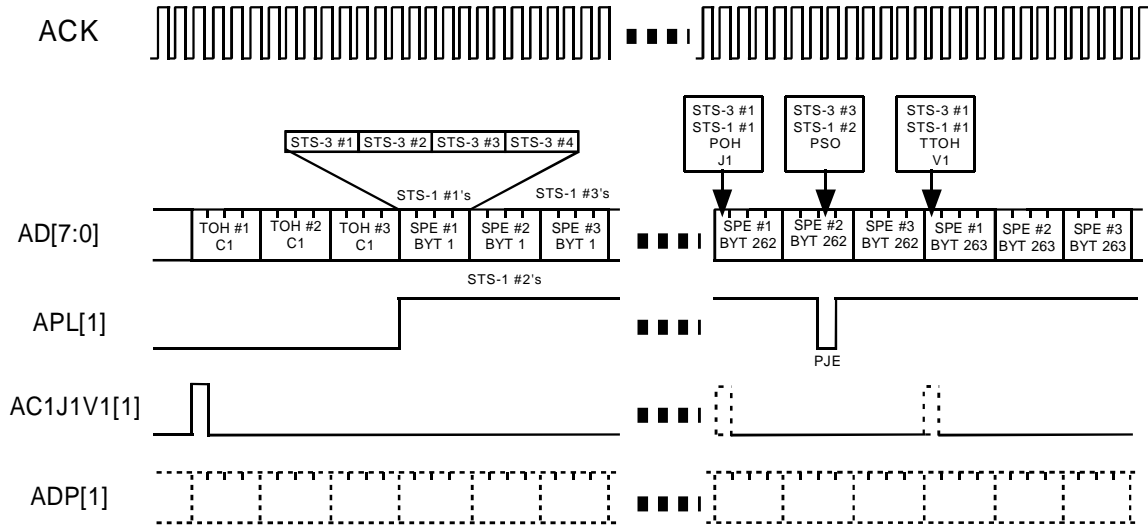 ACK
STS-3 #1
STS-1 #1
POH
J1
STS-3 #3
STS-1 #2
PSO
STS-3 #1
STS-1 #1
TTOH
V1
STS-3 #1 STS-3 #2 STS-3 #3 STS-3 #4
STS-1 #1's
STS-1 #3's
AD[7:0]
TOH #1
C1
TOH #2
C1
TOH #3
C1
SPE #1
BYT 1
SPE #2
BYT 1
SPE #3
BYT 1
SPE #1
BYT 262
SPE #2
BYT 262
SPE #3
BYT 262
SPE #1
BYT 263
SPE #2
BYT 263
SPE #3
BYT 263
STS-1 #2's
APL[1]
PJE
AC1J1V1[1]
ADP[1]